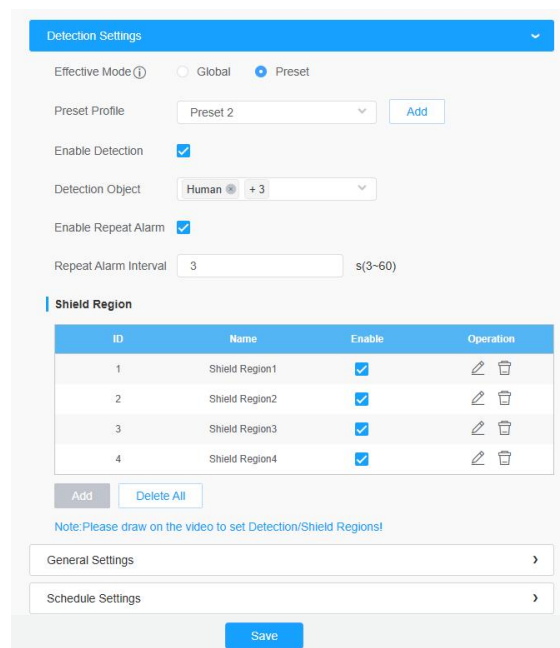 Detection Settings
Effective Mode Global Preset
Preset Profile Preset 2 Add
Enable Detection
Detection Object Human + 3
Enable Repeat Alarm
Repeat Alarm Interval 3 s(3~60)
Shield Region
ID Name Enable Operation
1 Shield Region1
2 Shield Region2
3 Shield Region3
4 Shield Region4
Add Delete All
Note:Please draw on the video to set Detection/Shield Regions!
General Settings
Schedule Settings
Save